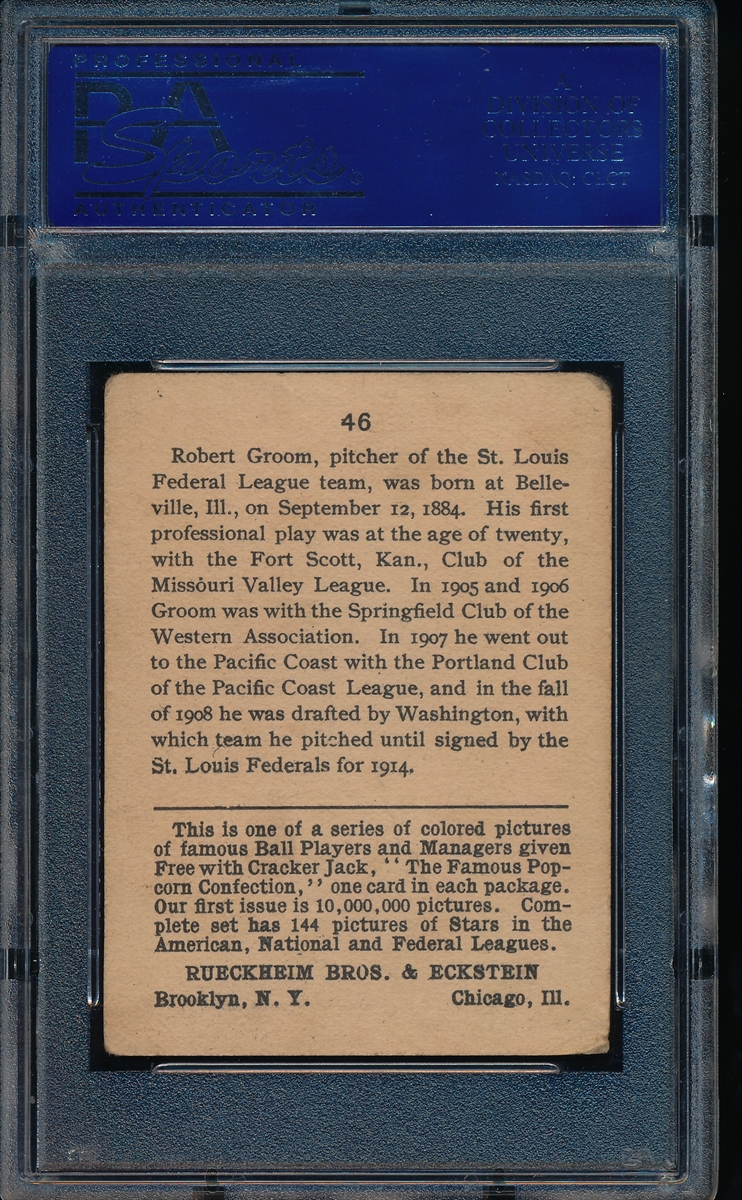 PROFESSIONAL
PSA
Sports
AUTHENTICATOR
A
DIVISION OF
COLLECTORS
UNIVERSE
NASDAQ: CLCT
46
Robert Groom, pitcher of the St. Louis
Federal League team, was born at Belle-
ville, Ill., on September 12, 1884. His first
professional play was at the age of twenty,
with the Fort Scott, Kan., Club of the
Missouri Valley League. In 1905 and 1906
Groom was with the Springfield Club of the
Western Association. In 1907 he went out
to the Pacific Coast with the Portland Club
of the Pacific Coast League, and in the fall
of 1908 he was drafted by Washington, with
which team he pitched until signed by the
St. Louis Federals for 1914.
This is one of a series of colored pictures
of famous Ball Players and Managers given
Free with Cracker Jack, “The Famous Pop-
corn Confection,” one card in each package.
Our first issue is 10,000,000 pictures. Com-
plete set has 144 pictures of Stars in the
American, National and Federal Leagues.
RUECKHEIM BROS. & ECKSTEIN
Brooklyn, N. Y. Chicago, Ill.